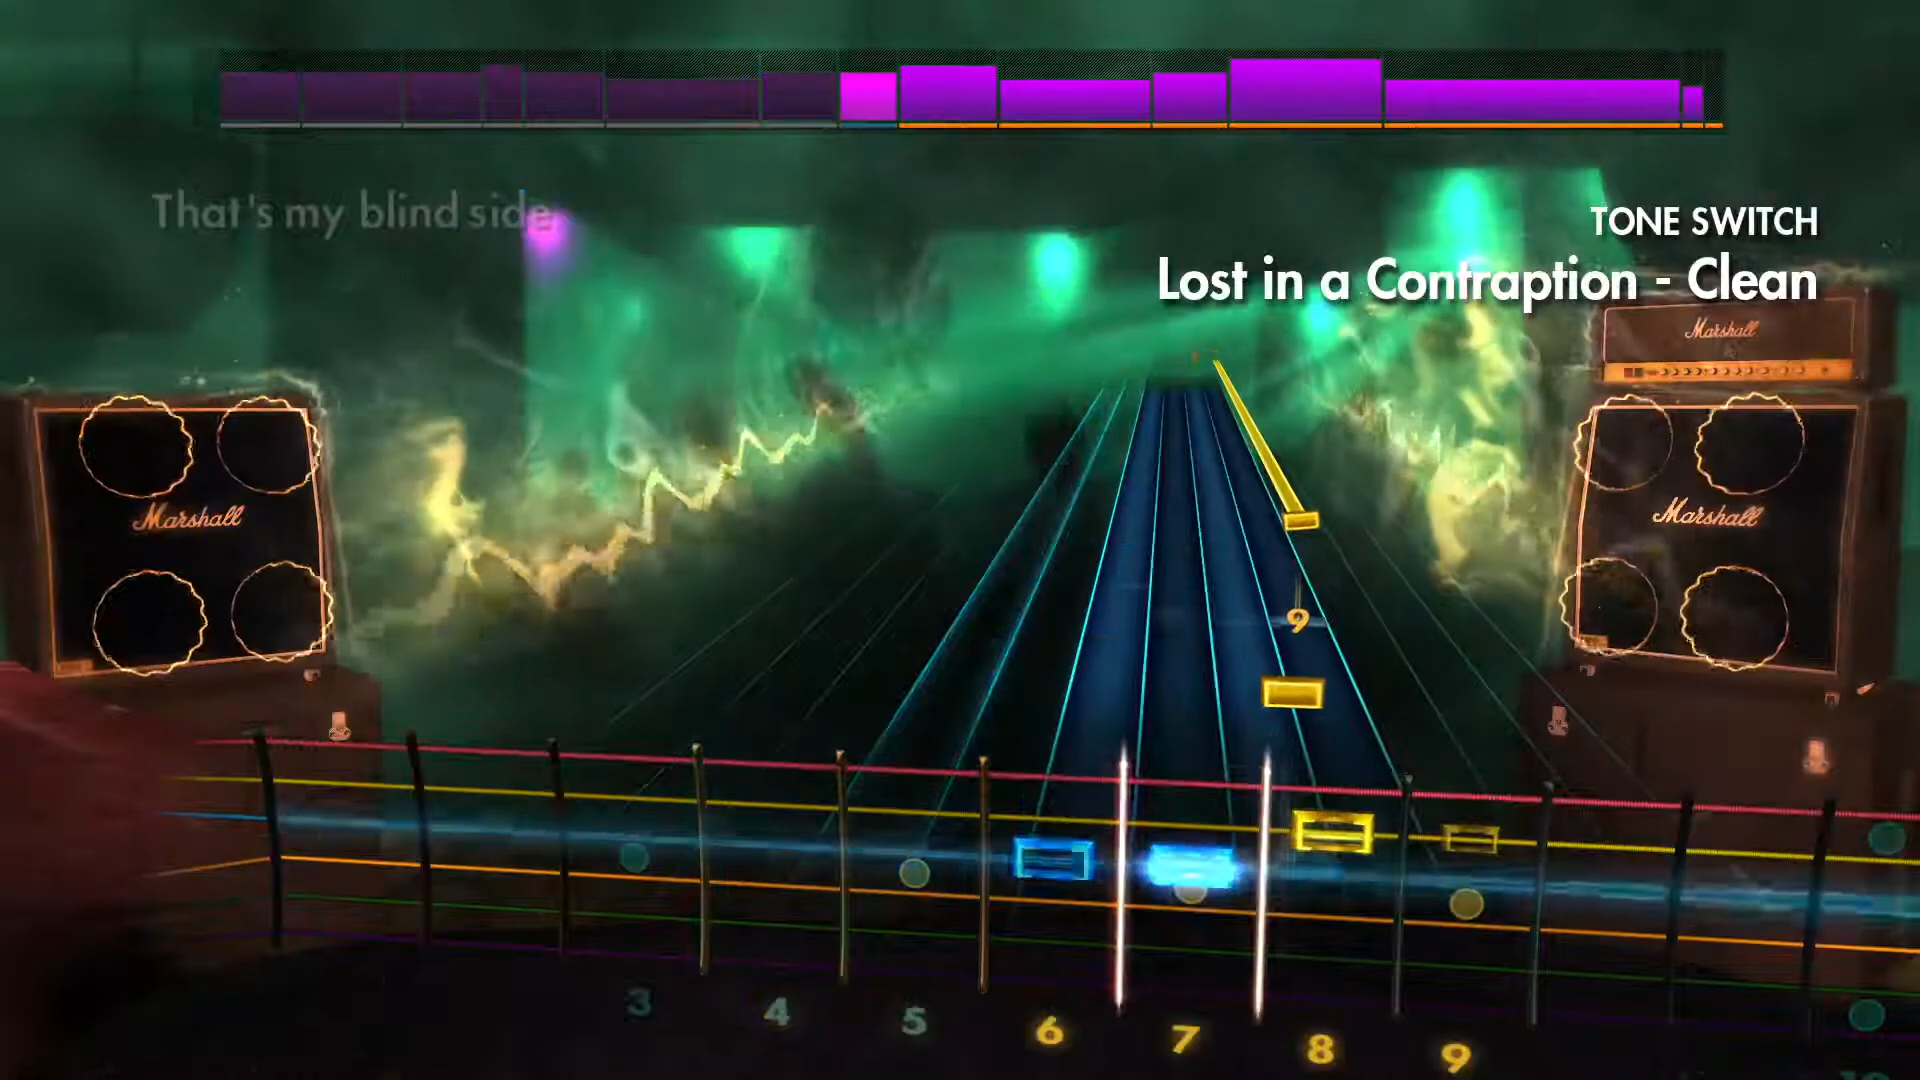 That's my blind side
TONE SWITCH
Lost in a Contraption - Clean
Marshall
Marshall
Marshall
9
3
4
5
6
7
8
9